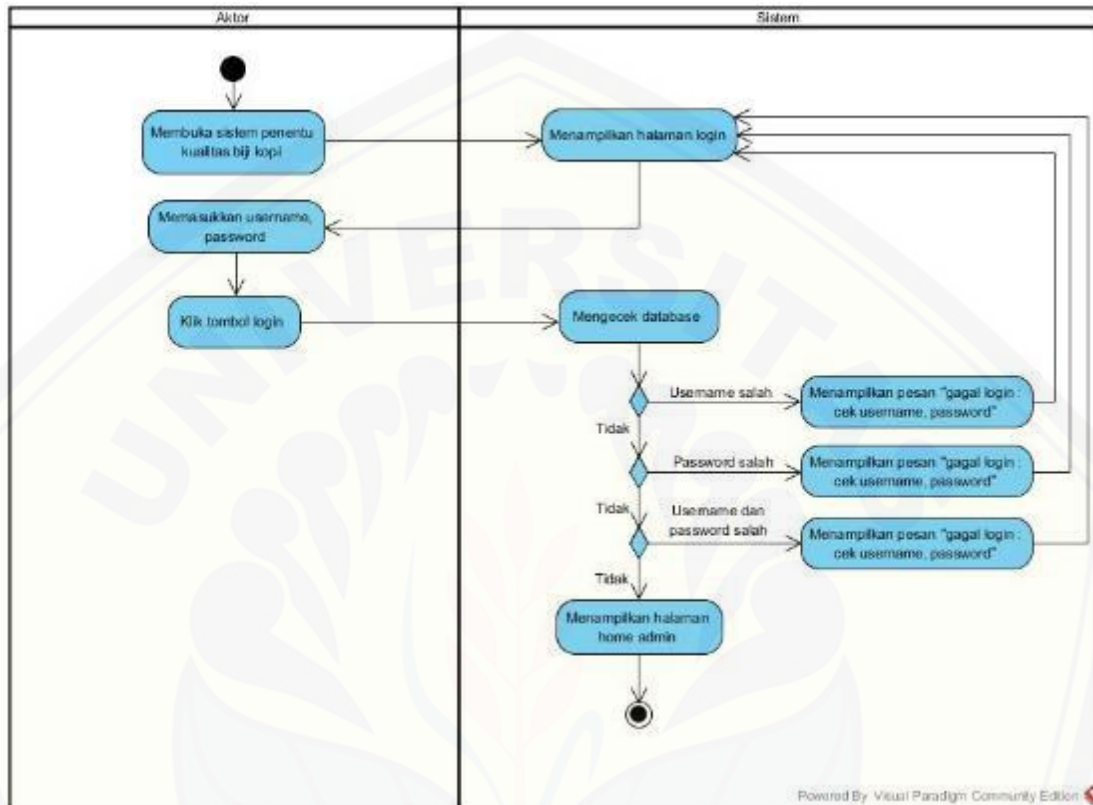 Aktor
Sistem
Membuka sistem penentu
kualitas biji kopi
Menampilkan halaman login
Memasukkan username,
password
Klik tombol login
Mengecek database
Username salah
Menampilkan pesan "gagal login :
cek username, password"
Tidak
Password salah
Menampilkan pesan "gagal login :
cek username, password"
Tidak
Username dan
password salah
Menampilkan pesan "gagal login :
cek username, password"
Tidak
Menampilkan halaman
home admin
UNIVERSITAS
Powered By Visual Paradigm Community Edition